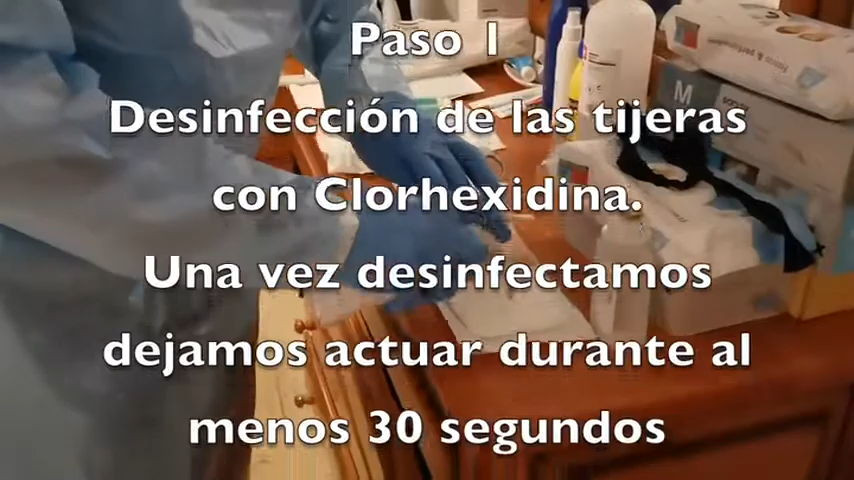 Paso 1
Desinfección de las tijeras
con Clorhexidina.
Una vez desinfectamos
dejamos actuar durante al
menos 30 segundos
M